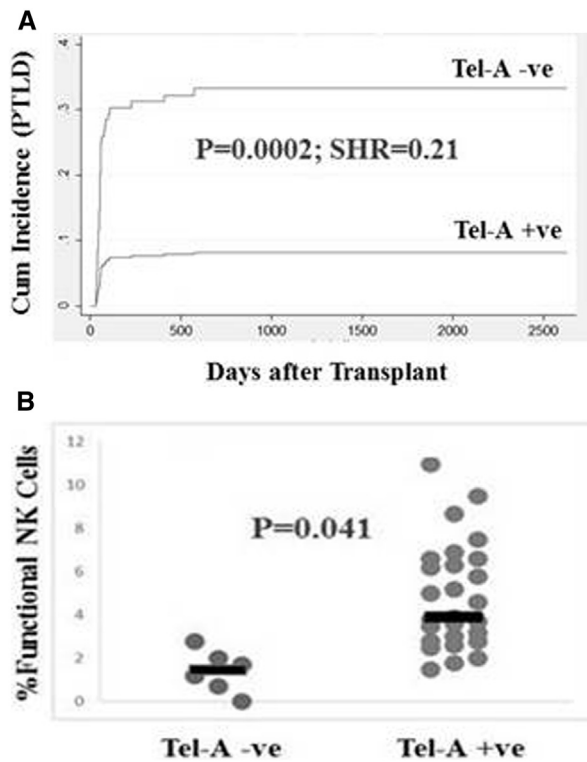 A
Cum Incidence (PTLD)
.4
.3
.2
.1
0
Tel-A -ve
P=0.0002; SHR=0.21
Tel-A +ve
0 500 1000 1500 2000 2500
Days after Transplant
B
%Functional NK Cells
12
10
8
6
4
2
0
P=0.041
Tel-A -ve Tel-A +ve